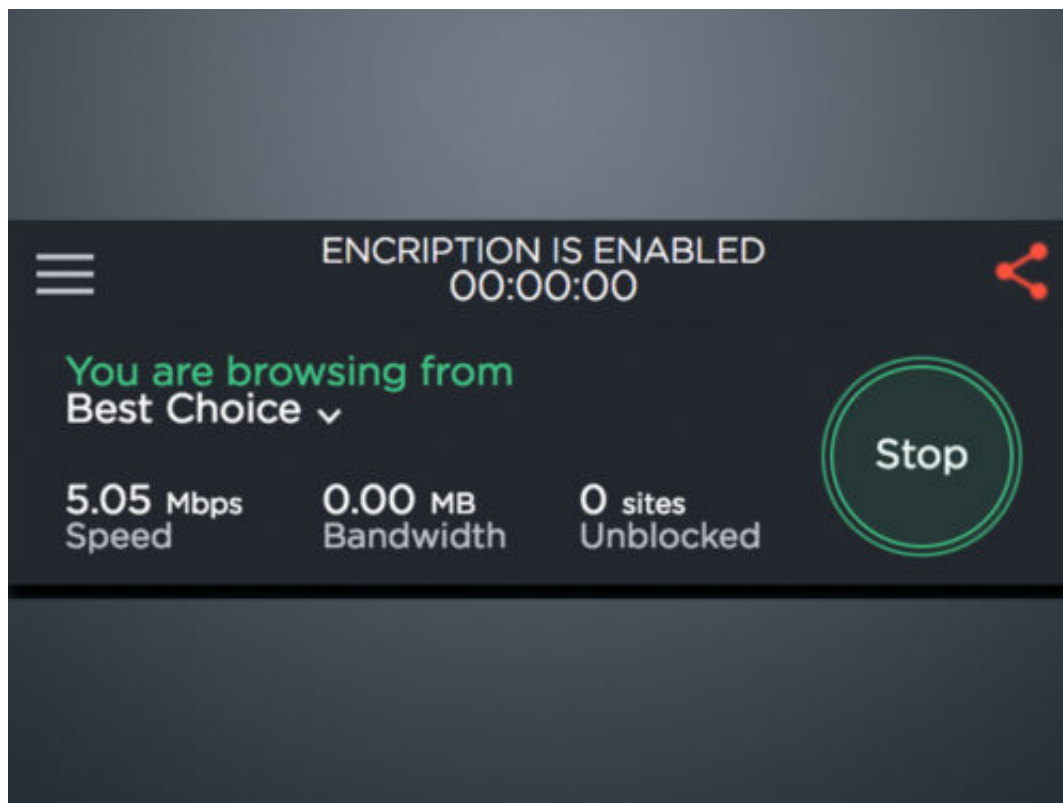 ENCRIPTION IS ENABLED
00:00:00
You are browsing from
Best Choice
5.05 Mbps 0.00 MB 0 sites
Speed Bandwidth Unblocked
Stop